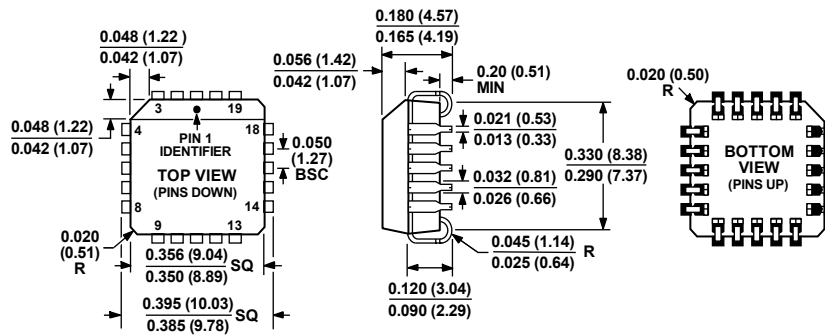 0.048 (1.22 )
0.042 (1.07)
0.048 (1.22)
0.042 (1.07)
3
19
4
18
PIN 1
IDENTIFIER
TOP VIEW
(PINS DOWN)
8
14
9
13
0.050
(1.27)
BSC
0.020
(0.51)
R
0.356 (9.04)
0.350 (8.89)
SQ
0.395 (10.03)
0.385 (9.78)
SQ
0.180 (4.57)
0.165 (4.19)
0.056 (1.42)
0.042 (1.07)
0.20 (0.51)
MIN
0.021 (0.53)
0.013 (0.33)
0.032 (0.81)
0.026 (0.66)
0.330 (8.38)
0.290 (7.37)
0.045 (1.14)
0.025 (0.64)
R
0.120 (3.04)
0.090 (2.29)
0.020 (0.50)
R
BOTTOM
VIEW
(PINS UP)